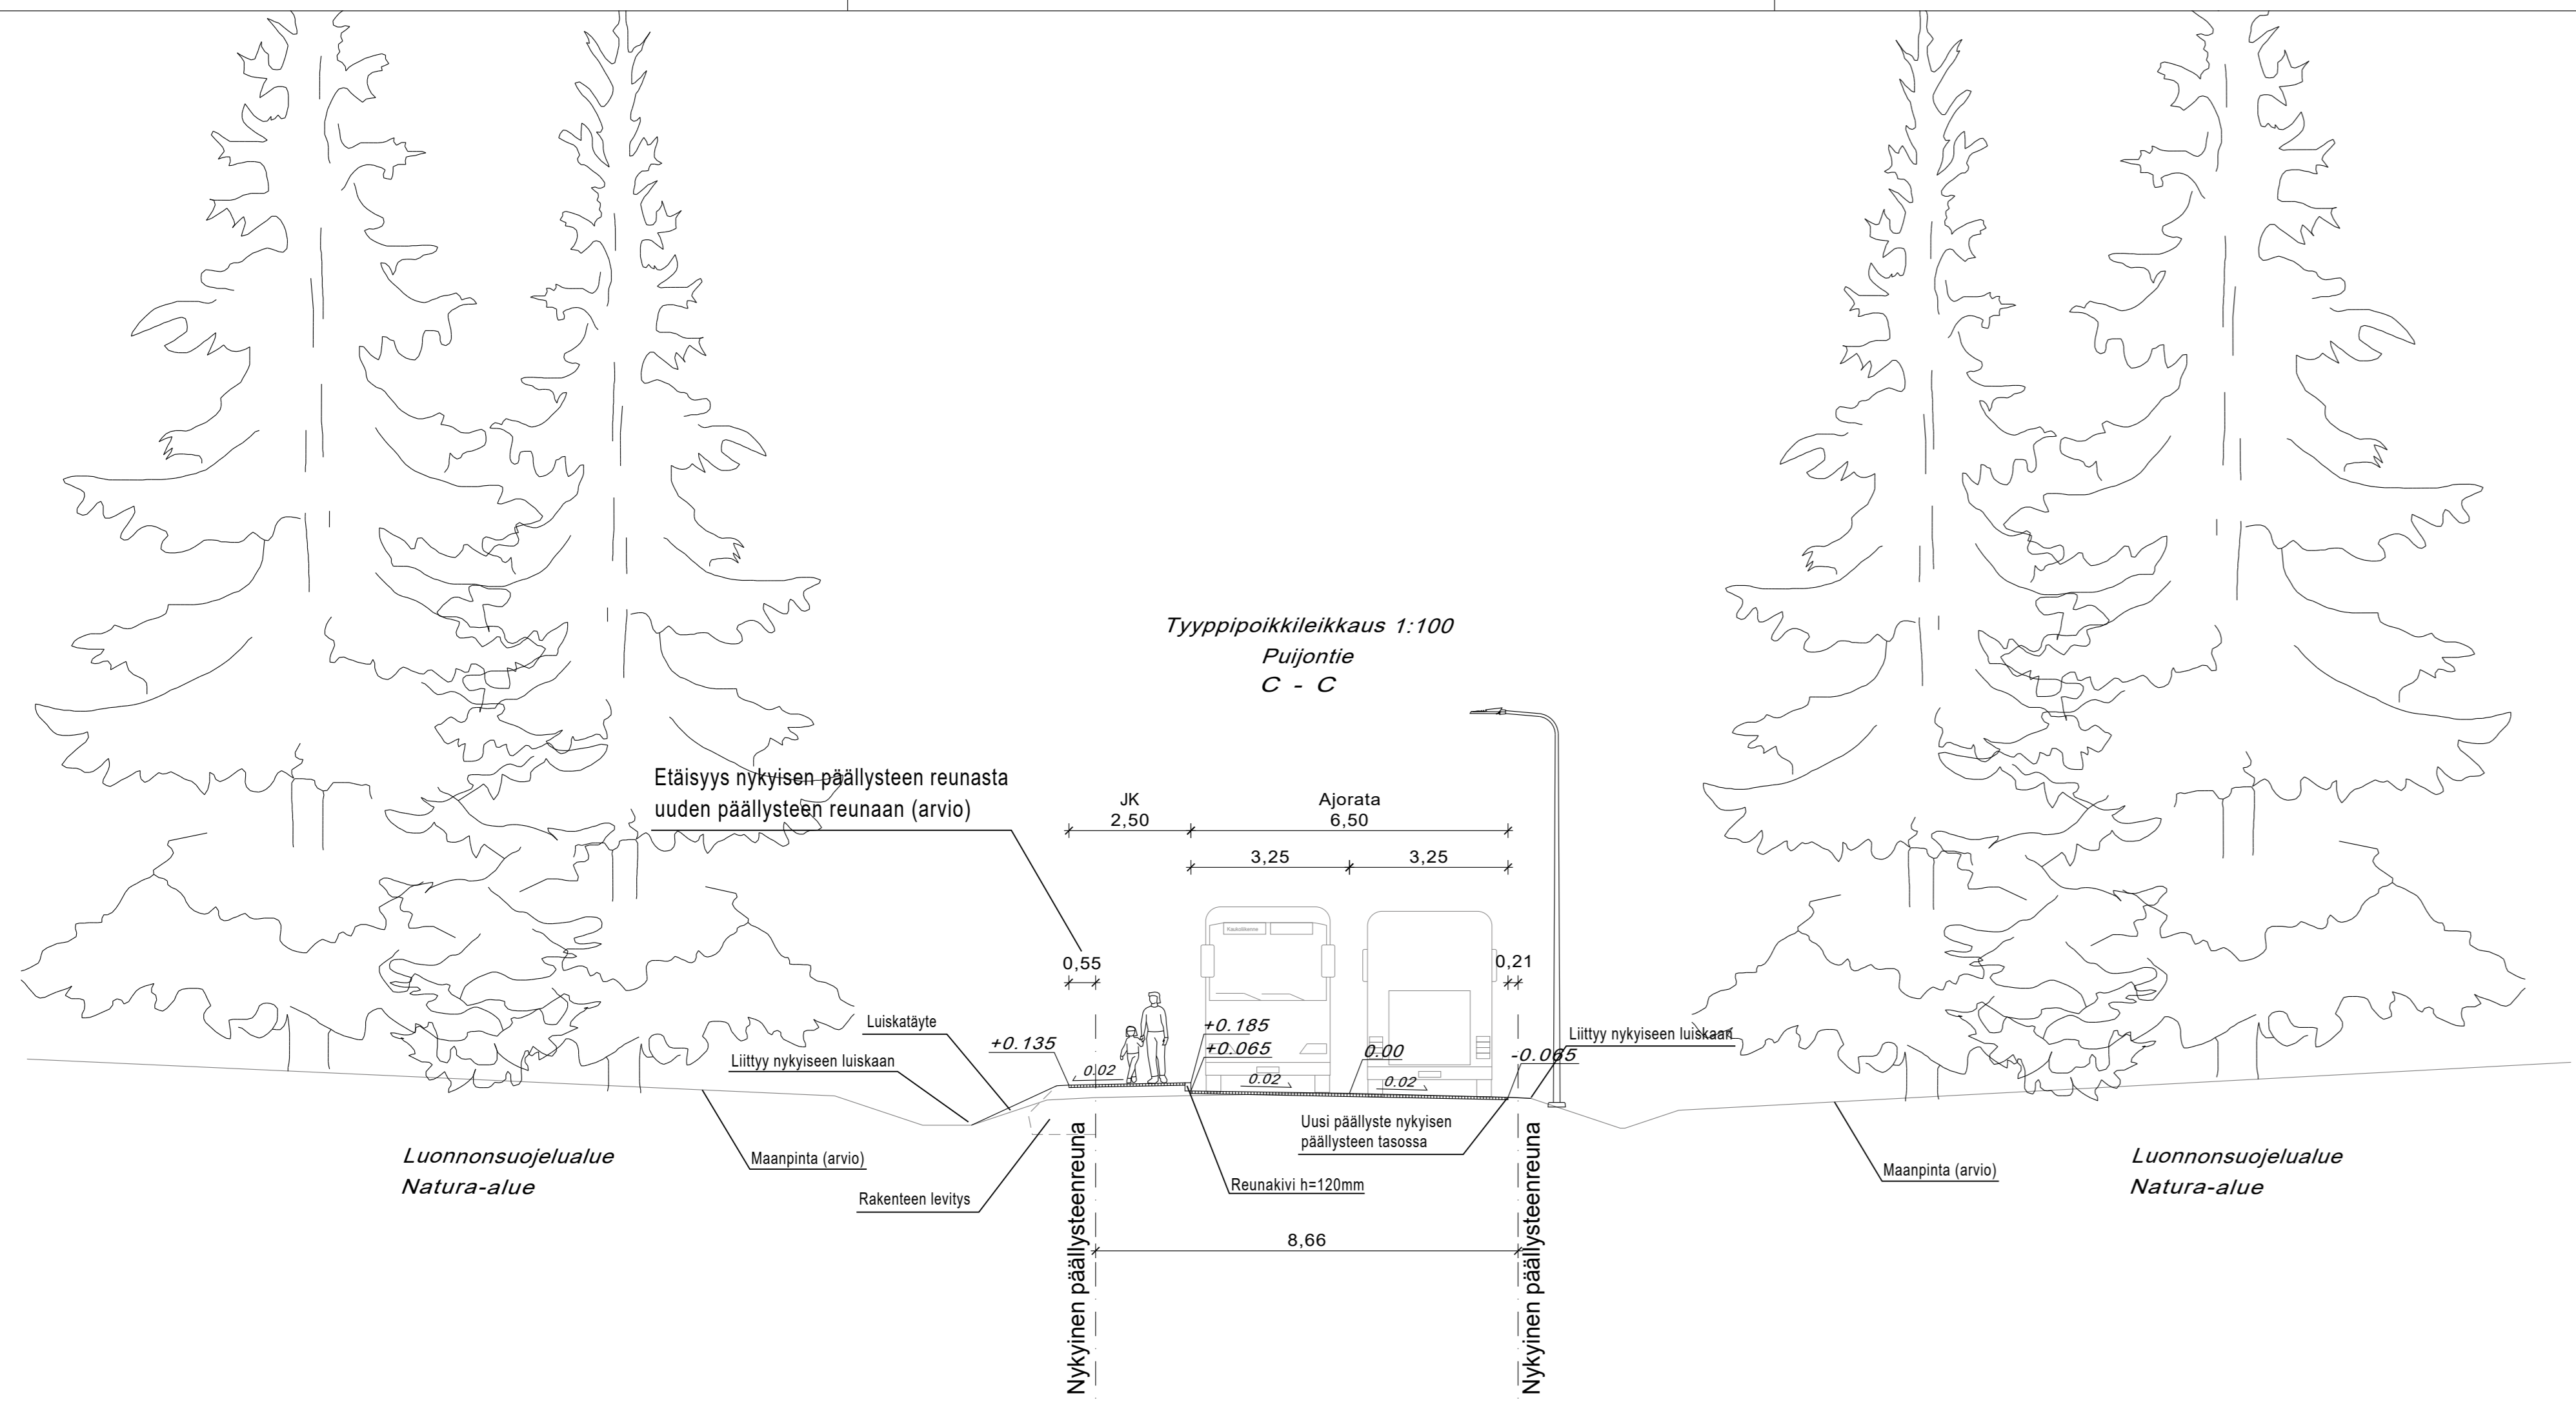 Tyyppipoikkileikkaus 1:100
Puijontie
C - C
Etäisyys nykyisen päällysteen reunasta
uuden päällysteen reunaan (arvio)
JK
2,50
Ajorata
6,50
3,25
3,25
Kaukoliikenne
0,55
0,21
Luiskatäyte
Liittyy nykyiseen luiskaan
+0.135
0.02
+0.185
+0.065
0.02
0.00
0.02
-0.065
Liittyy nykyiseen luiskaan
Uusi päällyste nykyisen
päällysteen tasossa
Reunakivi h=120mm
Luonnonsuojelualue
Natura-alue
Maanpinta (arvio)
Rakenteen levitys
Nykyinen päällysteenreuna
8,66
Nykyinen päällysteenreuna
Maanpinta (arvio)
Luonnonsuojelualue
Natura-alue